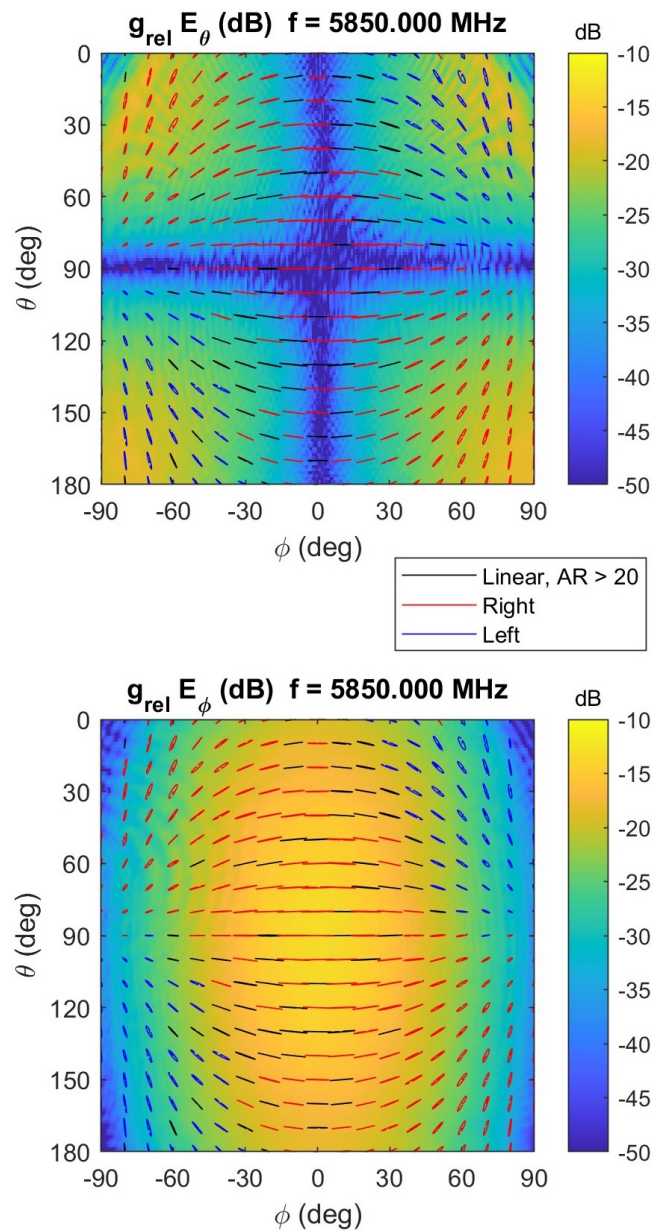 g_rel E_θ (dB)  f = 5850.000 MHz
dB
0
30
60
90
120
150
180
θ (deg)
-90 -60 -30 0 30 60 90
ϕ (deg)
-10
-15
-20
-25
-30
-35
-40
-45
-50
Linear, AR > 20
Right
Left
g_rel E_ϕ (dB)  f = 5850.000 MHz
dB
0
30
60
90
120
150
180
θ (deg)
-90 -60 -30 0 30 60 90
ϕ (deg)
-10
-15
-20
-25
-30
-35
-40
-45
-50